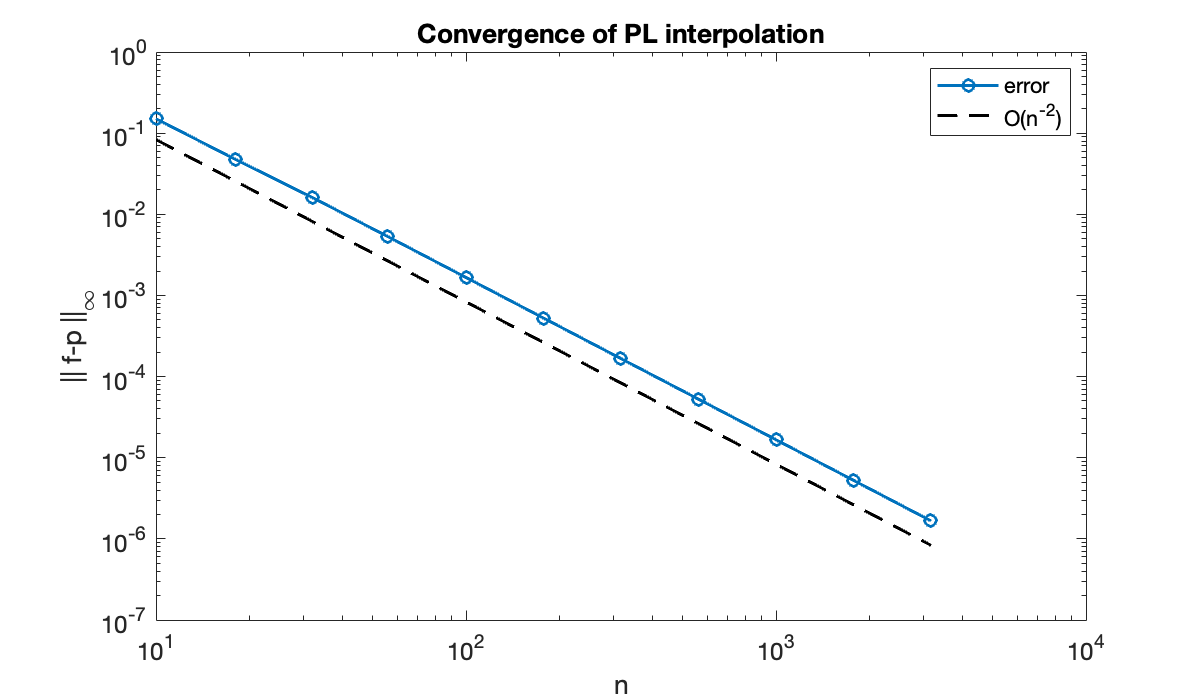 Convergence of PL interpolation
10^0
10^-1
10^-2
10^-3
10^-4
10^-5
10^-6
10^-7
|| f-p ||_∞
error
O(n^-2)
10^1
10^2
10^3
10^4
n